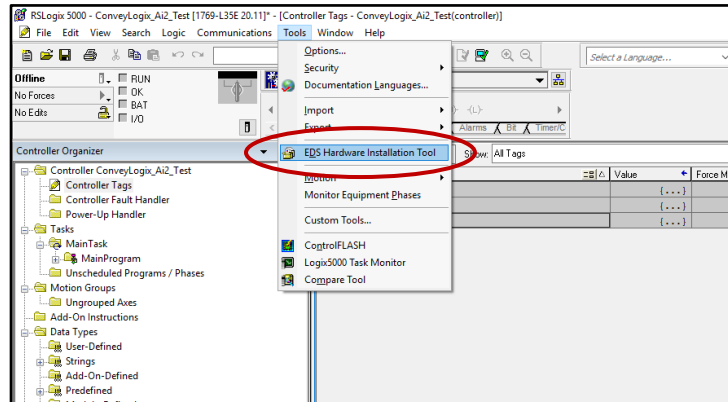 RSLogix 5000 - ConveyLogix_Ai2_Test [1769-L35E 20.11]* - [Controller Tags - ConveyLogix_Ai2_Test(controller)]
File Edit View Search Logic Communications Tools Window Help
Select a Language...
Offline RUN
No Forces OK
No Edits BAT
I/O
Options...
Security
Documentation Languages...
Import
Export
EDS Hardware Installation Tool
Motion
Monitor Equipment Phases
Custom Tools...
ControlFLASH
Logix5000 Task Monitor
Compare Tool
Alarms Bit Timer/C
Show: All Tags
Value Force M
{...}
{...}
{...}
Controller Organizer
Controller ConveyLogix_Ai2_Test
Controller Tags
Controller Fault Handler
Power-Up Handler
Tasks
MainTask
MainProgram
Unscheduled Programs / Phases
Motion Groups
Ungrouped Axes
Add-On Instructions
Data Types
User-Defined
Strings
Add-On-Defined
Predefined